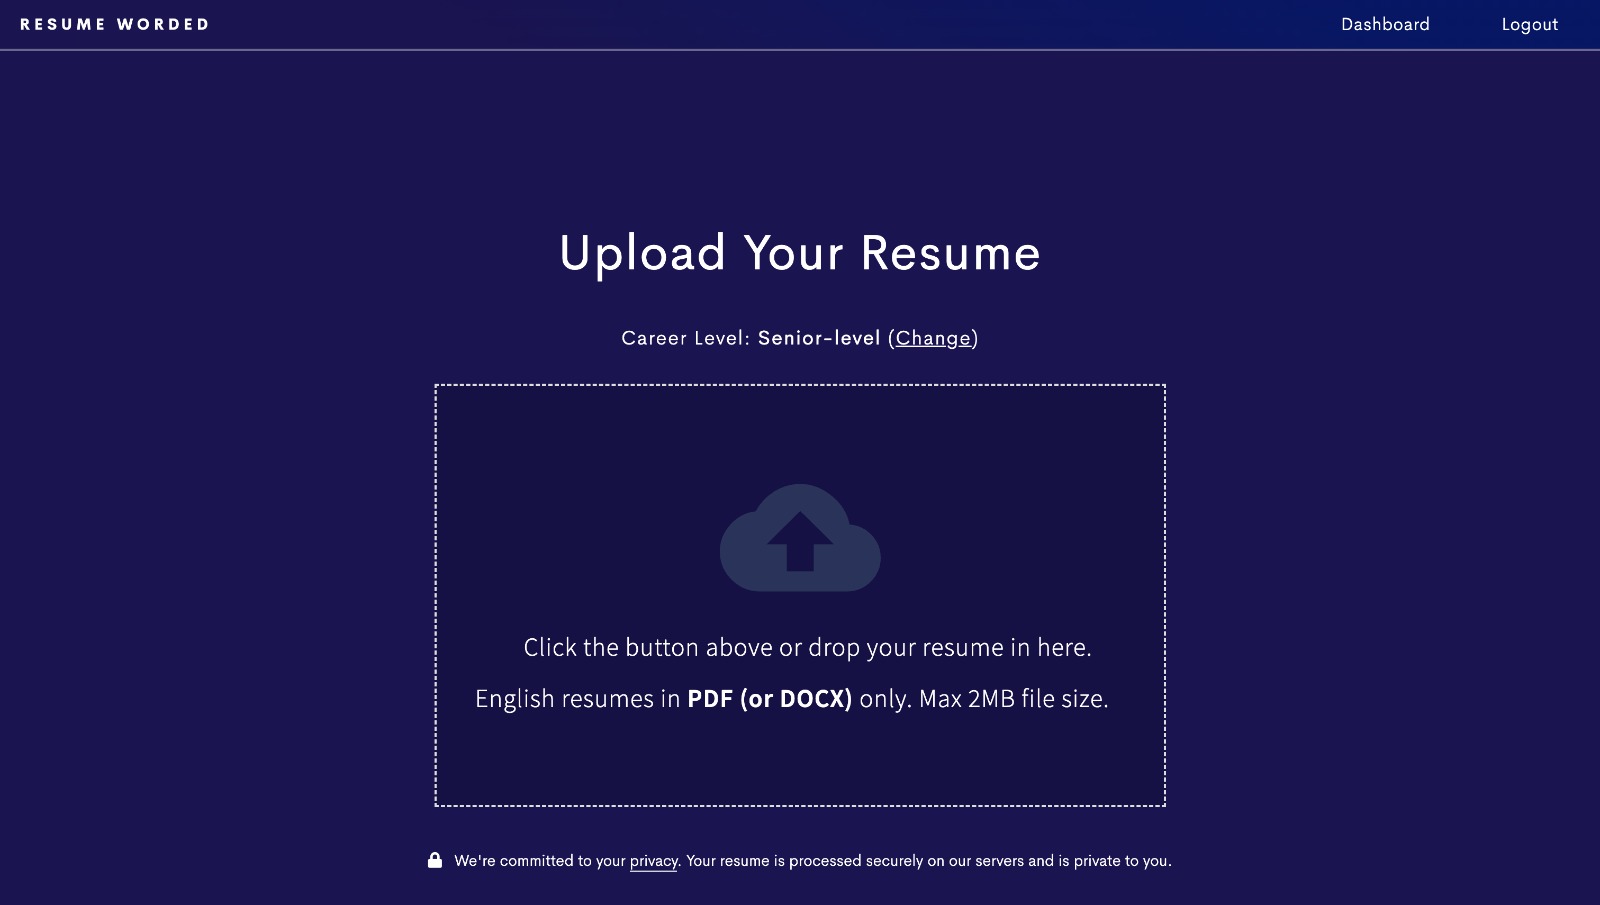 RESUME WORDED
Dashboard
Logout
Upload Your Resume
Career Level: Senior-level (Change)
Click the button above or drop your resume in here.
English resumes in PDF (or DOCX) only. Max 2MB file size.
We're committed to your privacy. Your resume is processed securely on our servers and is private to you.